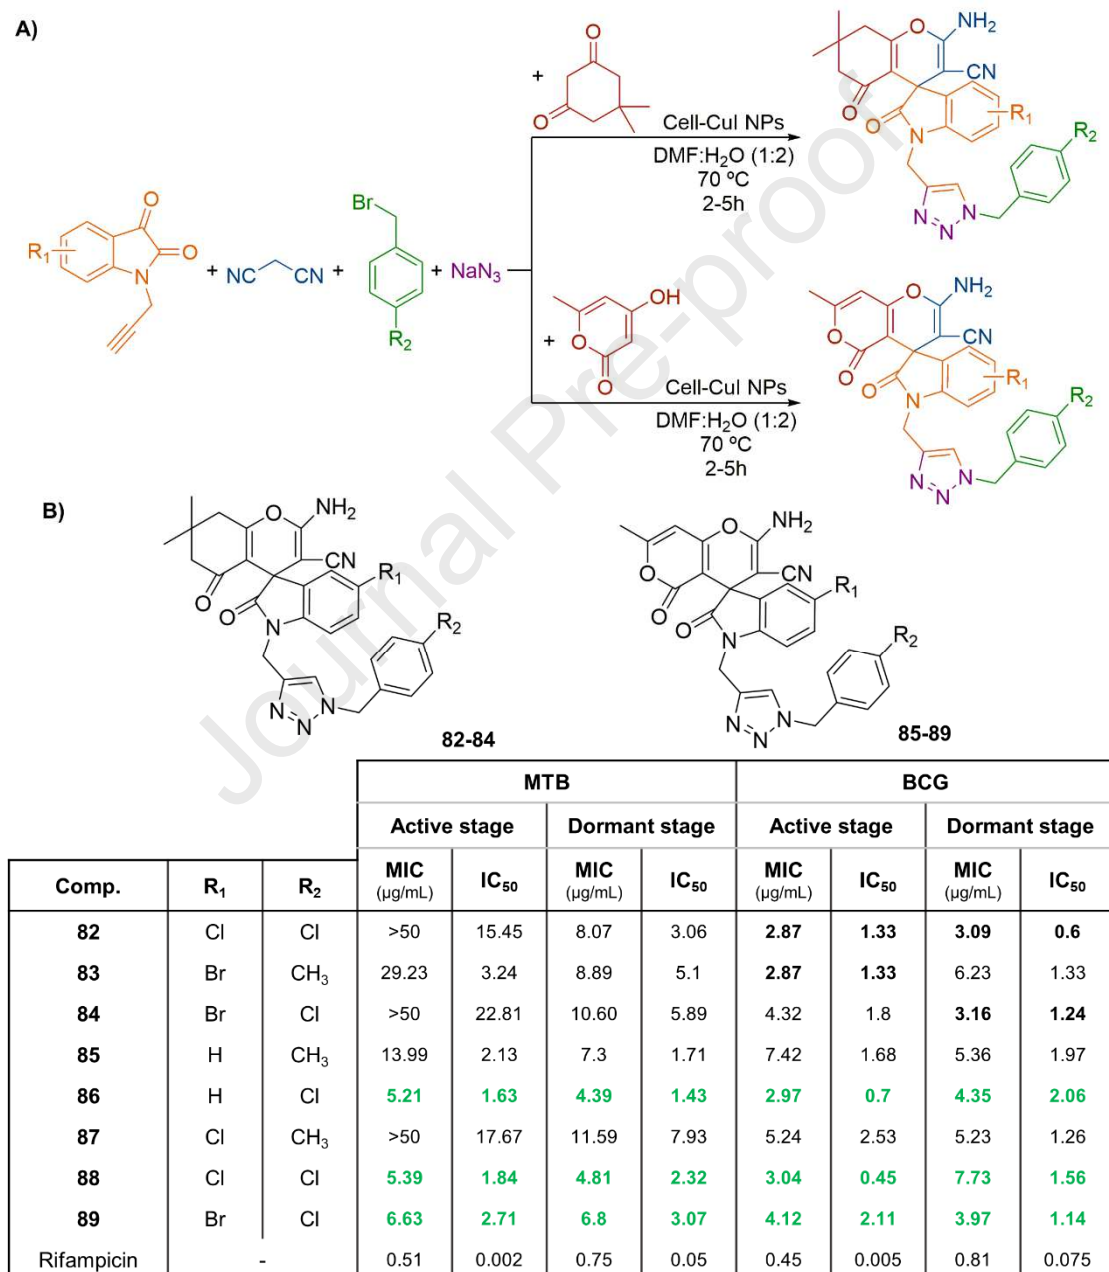 A)
O
O
+
Cell-CuI NPs
DMF:H₂O (1:2)
70 ºC
2-5h
O NH₂
CN
O
O
N
R₁
R₂
N N N
R₁
O
O
N
+ NC CN +
Br
R₂
+ NaN₃
+
OH
O
O
Cell-CuI NPs
DMF:H₂O (1:2)
70 ºC
2-5h
O NH₂
CN
O
O
O
N
R₁
R₂
N N N
Journal Pre-proof
B)
O NH₂
CN
O
O
N
R₁
R₂
N N N
82-84
O NH₂
CN
O
O
O
N
R₁
R₂
N N N
85-89
MTB BCG
Active stage Dormant stage Active stage Dormant stage
Comp. R₁ R₂ MIC (µg/mL) IC₅₀ MIC (µg/mL) IC₅₀ MIC (µg/mL) IC₅₀ MIC (µg/mL) IC₅₀
82 Cl Cl >50 15.45 8.07 3.06 2.87 1.33 3.09 0.6
83 Br CH₃ 29.23 3.24 8.89 5.1 2.87 1.33 6.23 1.33
84 Br Cl >50 22.81 10.60 5.89 4.32 1.8 3.16 1.24
85 H CH₃ 13.99 2.13 7.3 1.71 7.42 1.68 5.36 1.97
86 H Cl 5.21 1.63 4.39 1.43 2.97 0.7 4.35 2.06
87 Cl CH₃ >50 17.67 11.59 7.93 5.24 2.53 5.23 1.26
88 Cl Cl 5.39 1.84 4.81 2.32 3.04 0.45 7.73 1.56
89 Br Cl 6.63 2.71 6.8 3.07 4.12 2.11 3.97 1.14
Rifampicin - 0.51 0.002 0.75 0.05 0.45 0.005 0.81 0.075